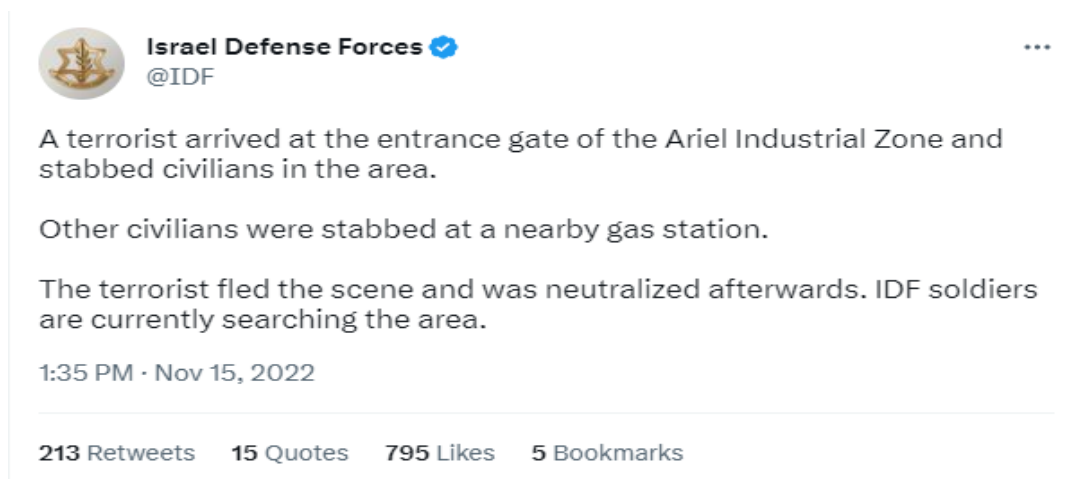 Israel Defense Forces
@IDF
A terrorist arrived at the entrance gate of the Ariel Industrial Zone and
stabbed civilians in the area.
Other civilians were stabbed at a nearby gas station.
The terrorist fled the scene and was neutralized afterwards. IDF soldiers
are currently searching the area.
1:35 PM · Nov 15, 2022
213 Retweets 15 Quotes 795 Likes 5 Bookmarks